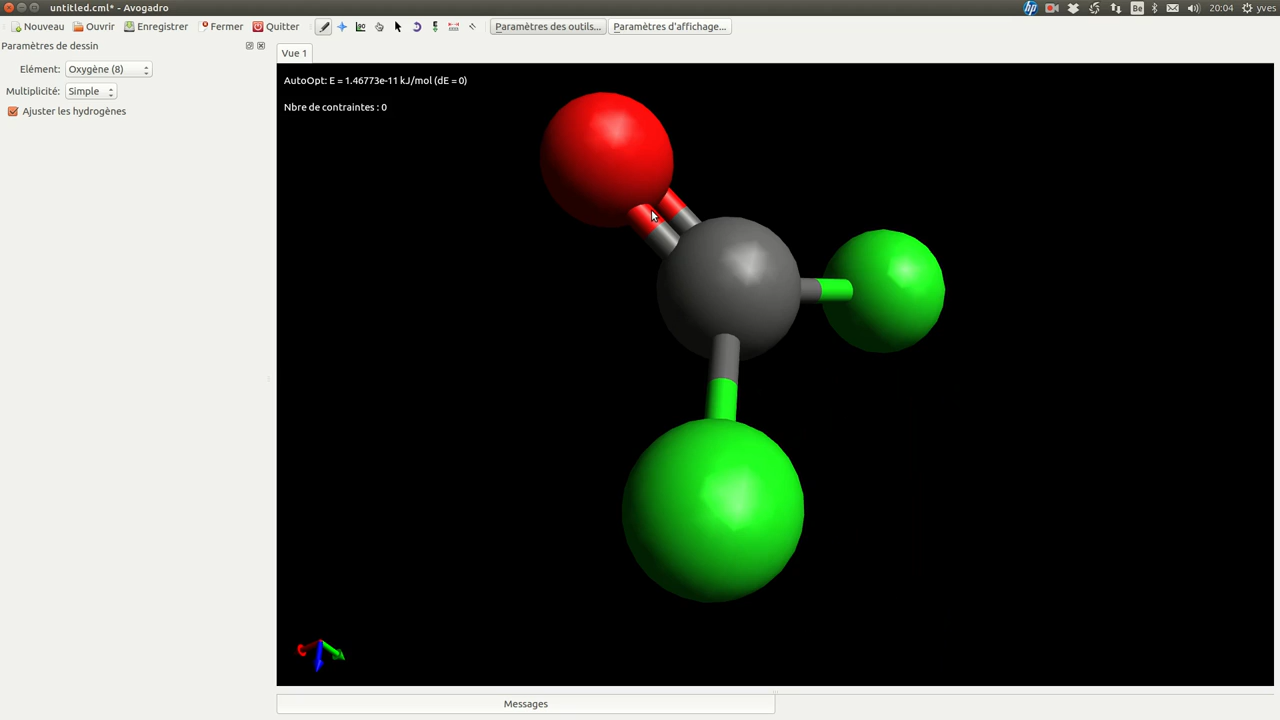 untitled.cml* - Avogadro
hp
Be
20:04
yves
Nouveau
Ouvrir
Enregistrer
Fermer
Quitter
Paramètres des outils...
Paramètres d'affichage...
Paramètres de dessin
Vue 1
Elément:
Oxygène (8)
Multiplicité:
Simple
Ajuster les hydrogènes
AutoOpt: E = 1.46773e-11 kJ/mol (dE = 0)
Nbre de contraintes : 0
Messages